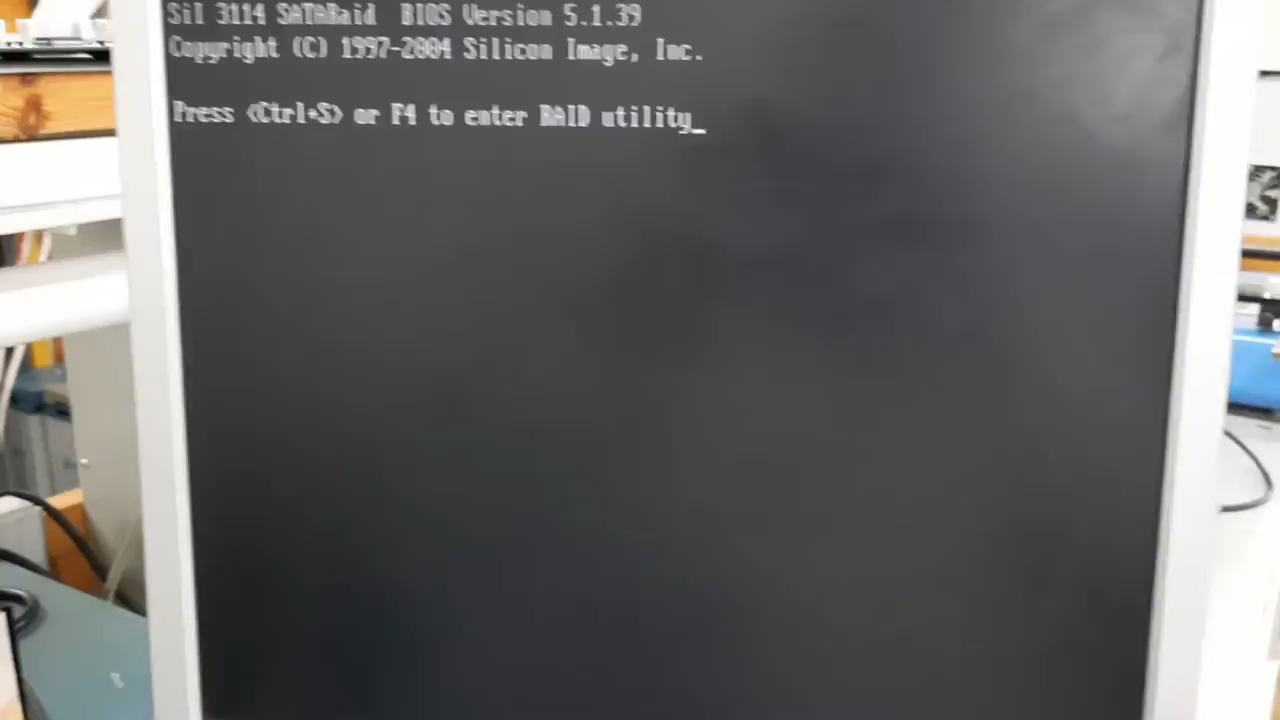 SiI 3114 SATARaid  BIOS Version 5.1.39
Copyright (C) 1997-2004 Silicon Image, Inc.
Press <Ctrl+S> or F4 to enter RAID utility_